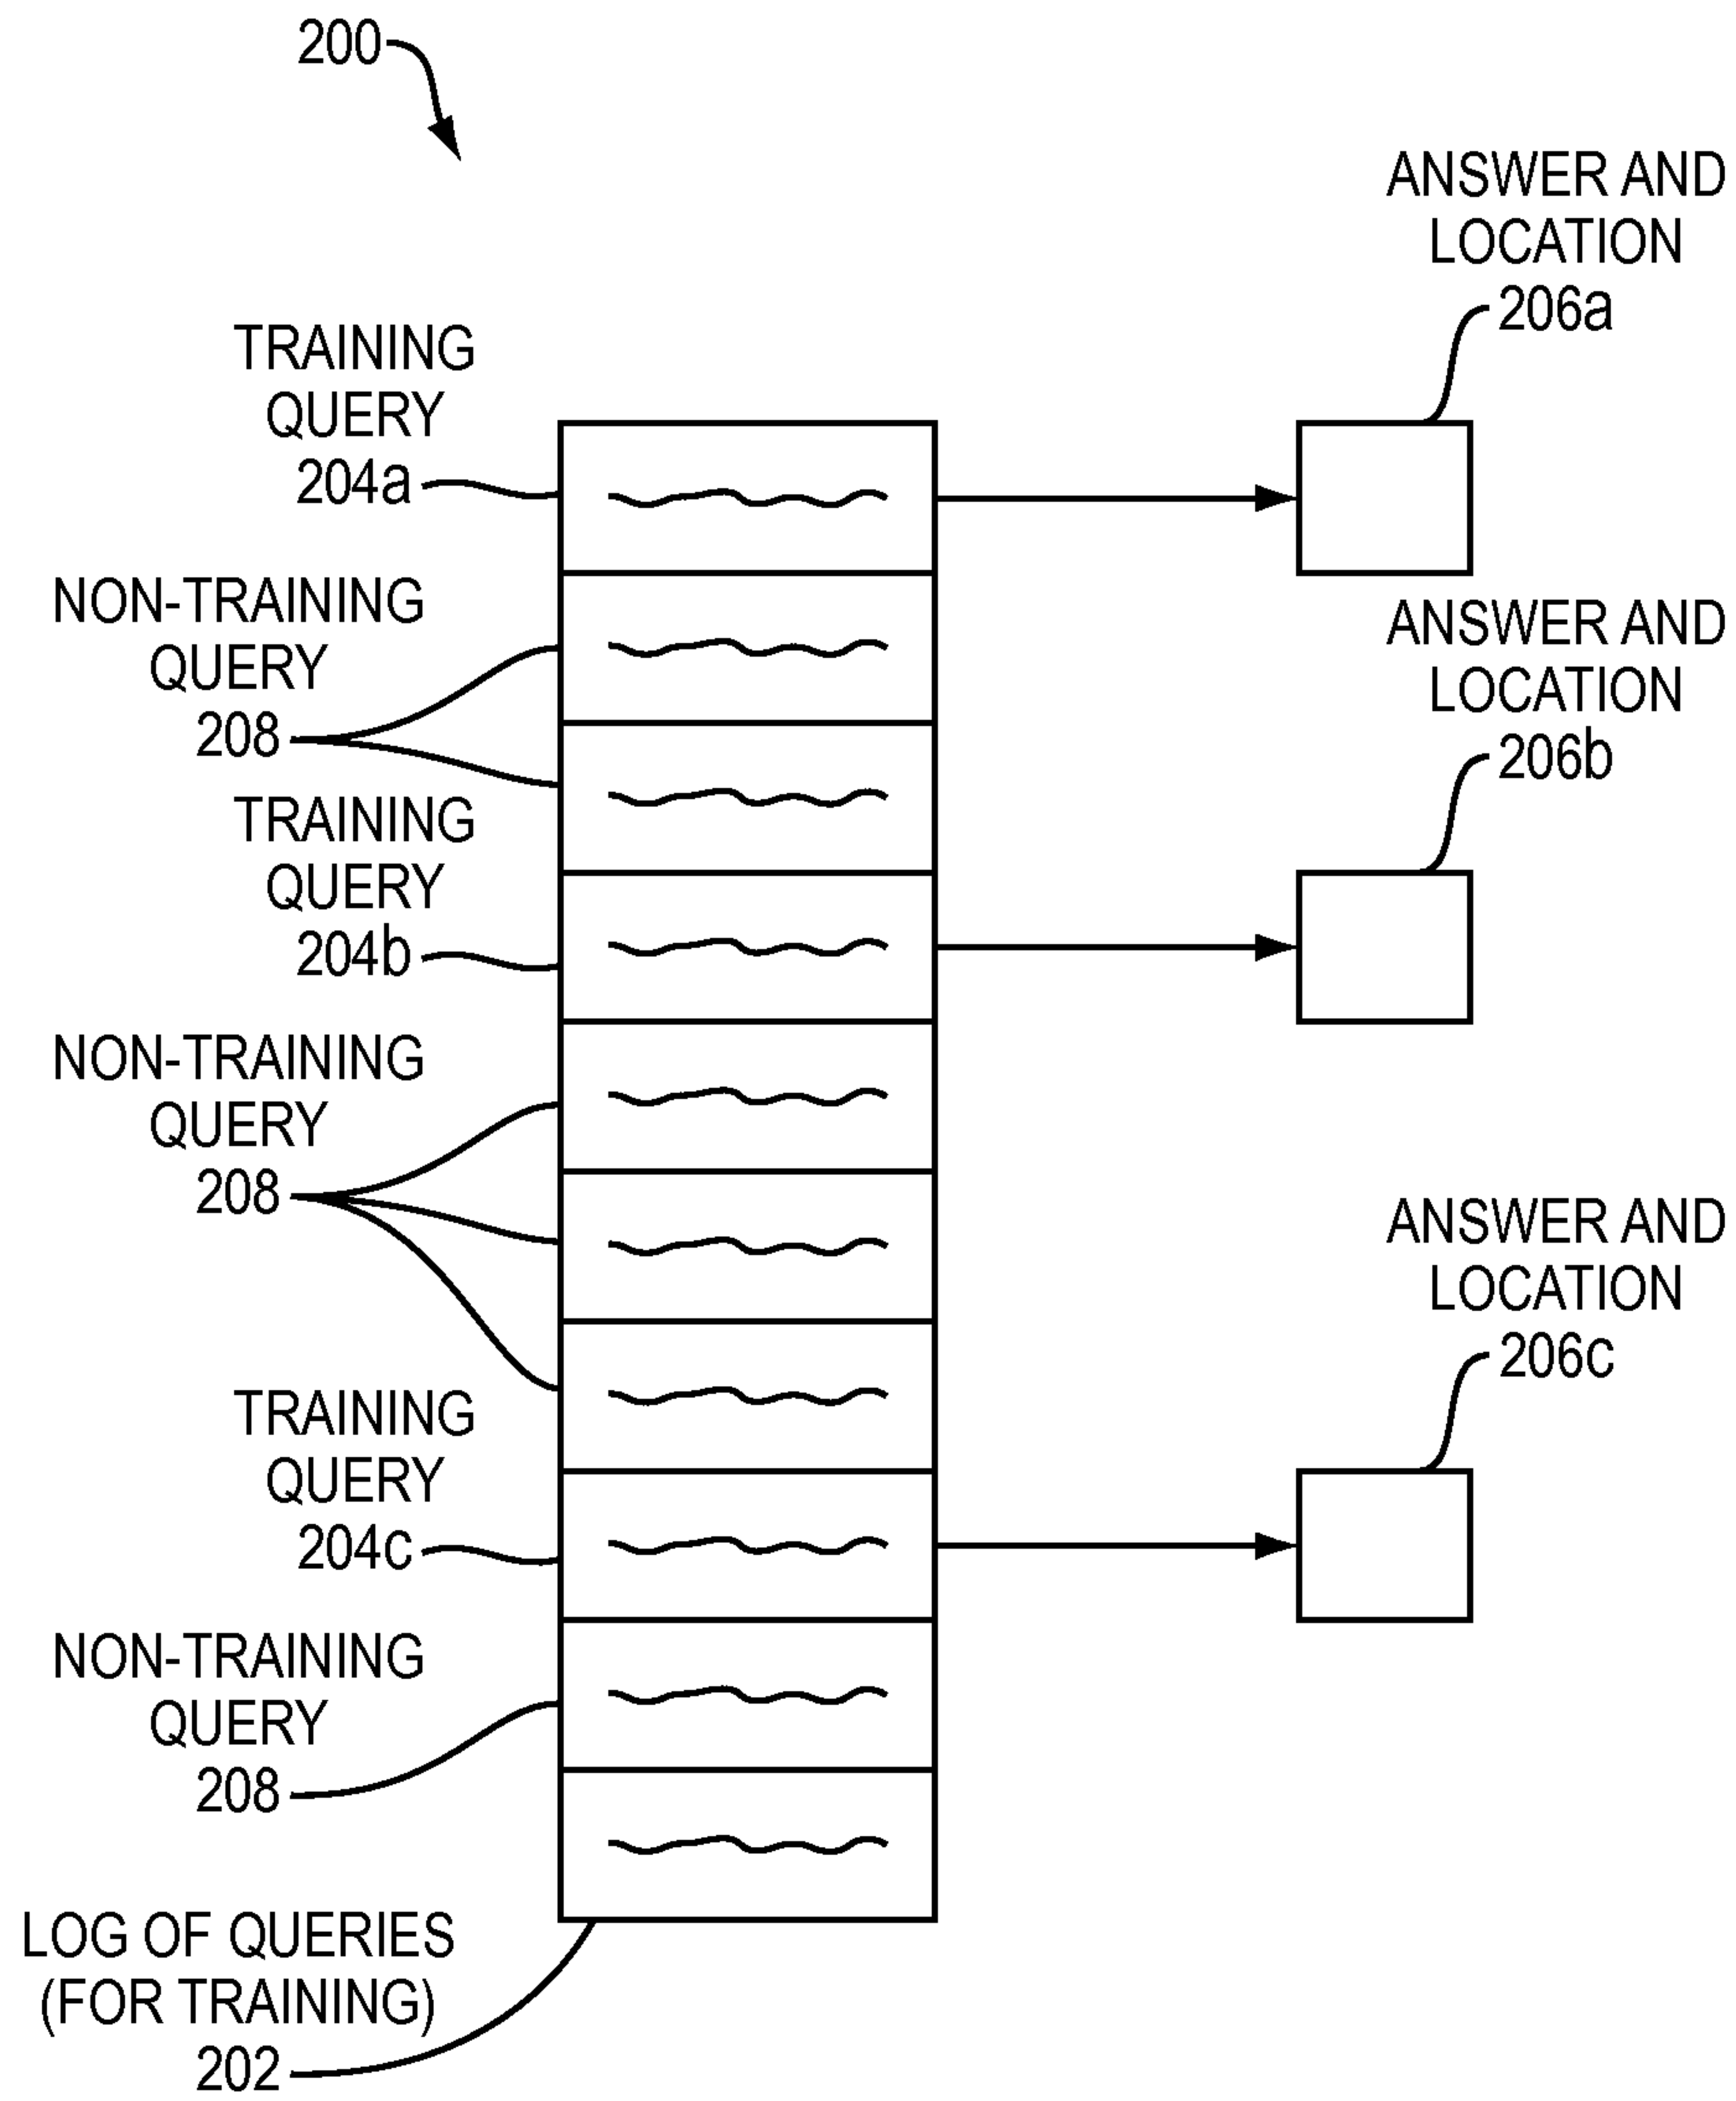 200
ANSWER AND
LOCATION
206a
TRAINING
QUERY
204a
NON-TRAINING
QUERY
208
ANSWER AND
LOCATION
206b
TRAINING
QUERY
204b
NON-TRAINING
QUERY
208
ANSWER AND
LOCATION
206c
TRAINING
QUERY
204c
NON-TRAINING
QUERY
208
LOG OF QUERIES
(FOR TRAINING)
202